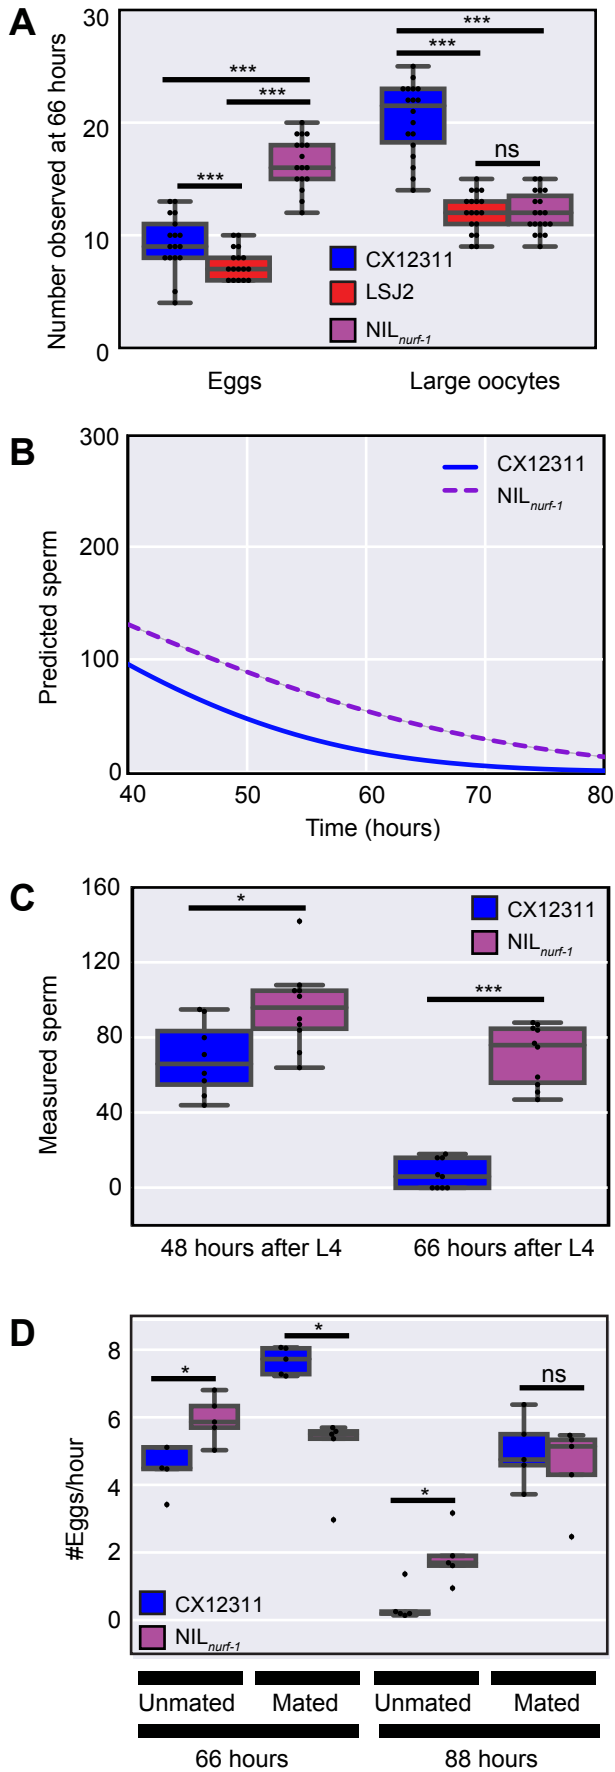 A
Number observed at 66 hours
30
20
10
0
***
***
***
***
***
ns
CX12311
LSJ2
NILnurf-1
Eggs
Large oocytes
B
Predicted sperm
300
200
100
0
CX12311
NILnurf-1
40
50
60
70
80
Time (hours)
C
Measured sperm
160
120
80
40
0
*
***
CX12311
NILnurf-1
48 hours after L4
66 hours after L4
D
#Eggs/hour
8
6
4
2
0
*
*
*
ns
CX12311
NILnurf-1
Unmated
Mated
Unmated
Mated
66 hours
88 hours